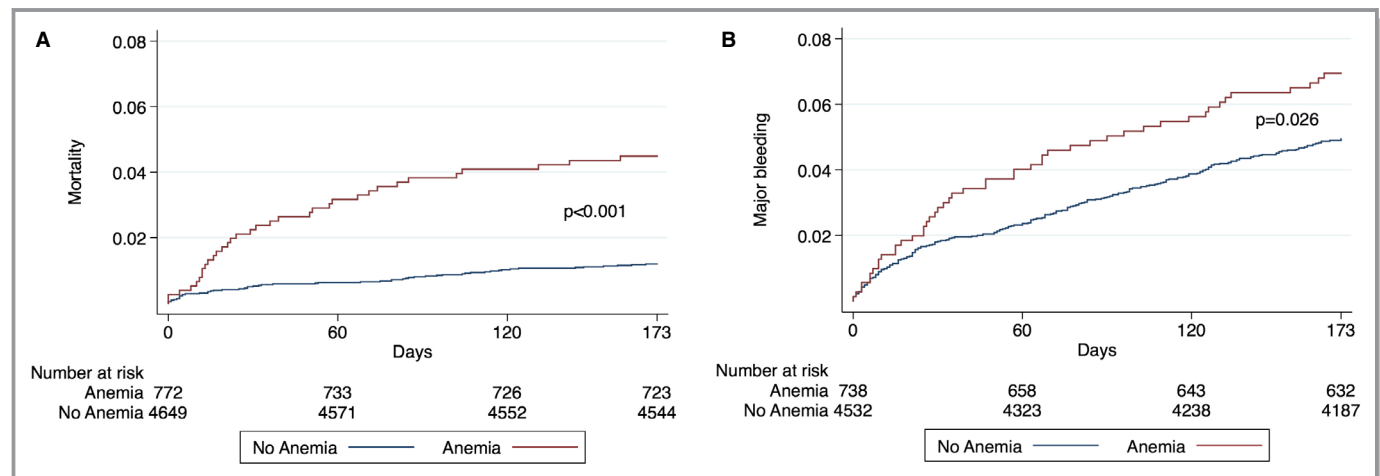 A
0.08
0.06
0.04
0.02
Mortality
p<0.001
0 60 120 173
Days
Number at risk
Anemia 772 733 726 723
No Anemia 4649 4571 4552 4544
No Anemia Anemia
B
0.08
0.06
0.04
0.02
Major bleeding
p=0.026
0 60 120 173
Days
Number at risk
Anemia 738 658 643 632
No Anemia 4532 4323 4238 4187
No Anemia Anemia